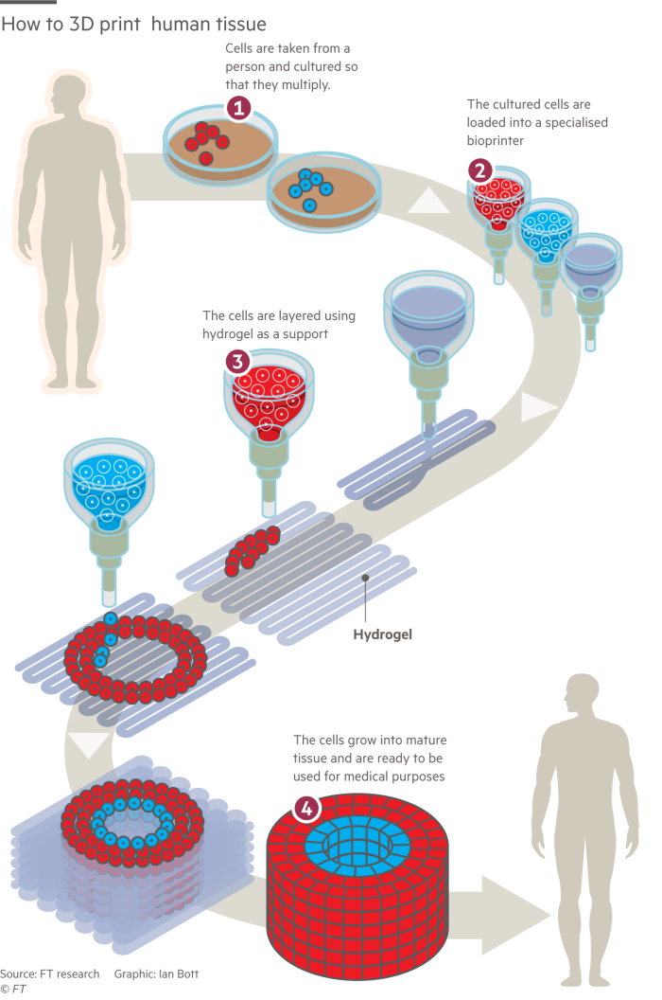 How to 3D print human tissue
Cells are taken from a
person and cultured so
that they multiply.
1
The cultured cells are
loaded into a specialised
bioprinter
2
The cells are layered using
hydrogel as a support
3
Hydrogel
The cells grow into mature
tissue and are ready to be
used for medical purposes
4
Source: FT research Graphic: Ian Bott
© FT